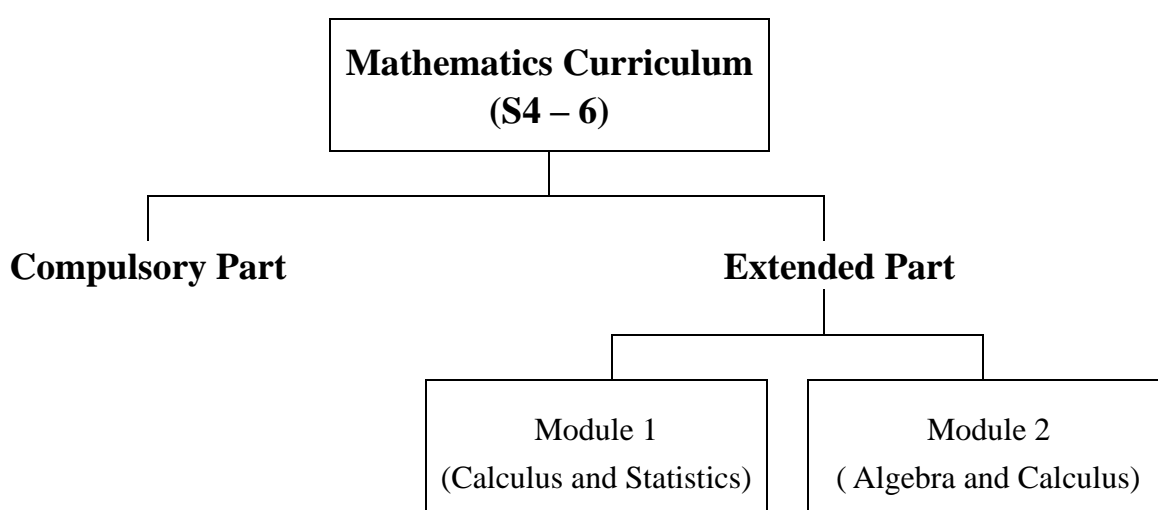 Mathematics Curriculum
(S4 – 6)
Compulsory Part
Extended Part
Module 1
(Calculus and Statistics)
Module 2
( Algebra and Calculus)